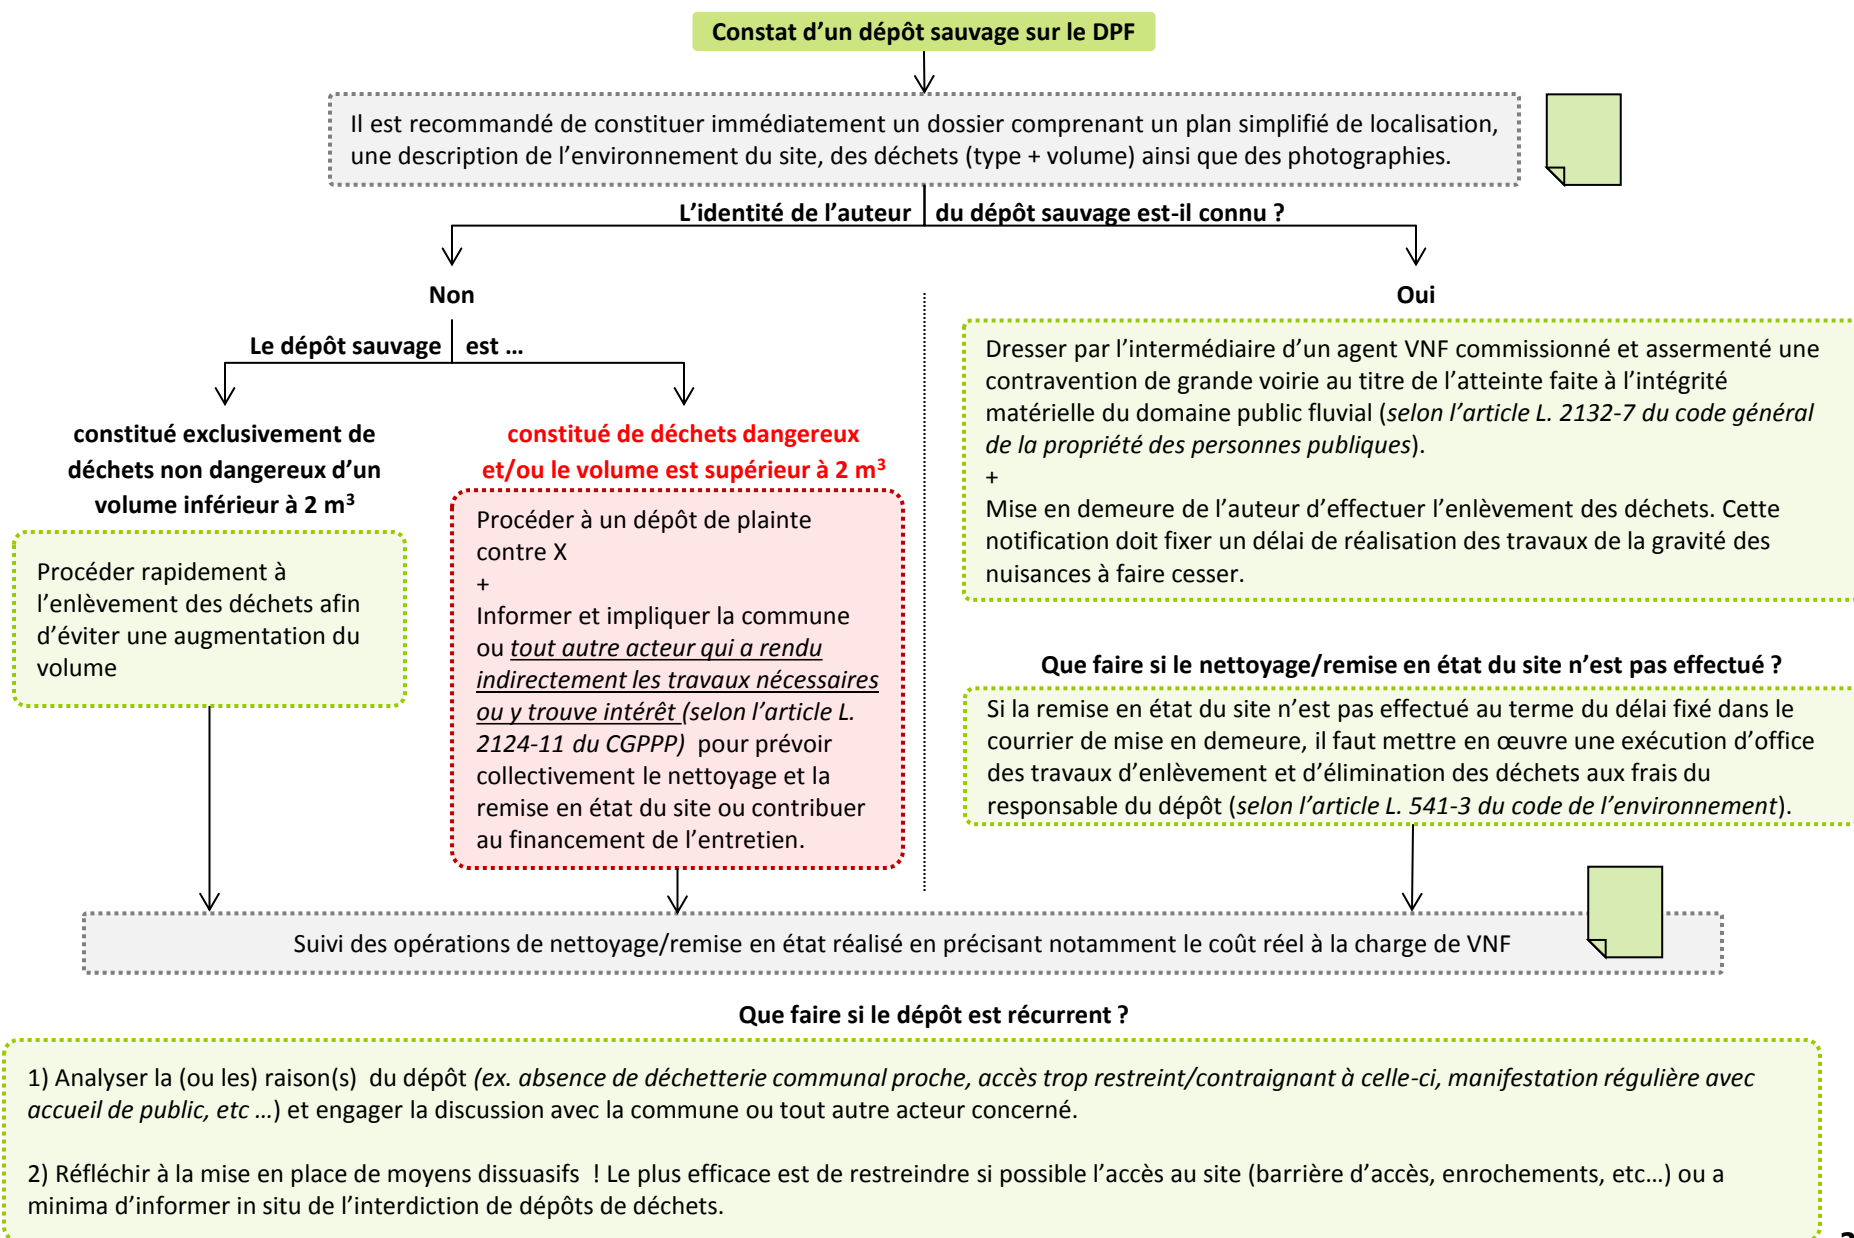 Constat d’un dépôt sauvage sur le DPF
Il est recommandé de constituer immédiatement un dossier comprenant un plan simplifié de localisation,
une description de l’environnement du site, des déchets (type + volume) ainsi que des photographies.
L’identité de l’auteur du dépôt sauvage est-il connu ?
Non
Le dépôt sauvage est …
constitué exclusivement de
déchets non dangereux d’un
volume inférieur à 2 m³
Procéder rapidement à
l’enlèvement des déchets afin
d’éviter une augmentation du
volume
constitué de déchets dangereux
et/ou le volume est supérieur à 2 m³
Procéder à un dépôt de plainte
contre X
+
Informer et impliquer la commune
ou tout autre acteur qui a rendu
indirectement les travaux nécessaires
ou y trouve intérêt (selon l’article L.
2124-11 du CGPPP) pour prévoir
collectivement le nettoyage et la
remise en état du site ou contribuer
au financement de l’entretien.
Oui
Dresser par l’intermédiaire d’un agent VNF commissionné et assermenté une
contravention de grande voirie au titre de l’atteinte faite à l’intégrité
matérielle du domaine public fluvial (selon l’article L. 2132-7 du code général
de la propriété des personnes publiques).
+
Mise en demeure de l’auteur d’effectuer l’enlèvement des déchets. Cette
notification doit fixer un délai de réalisation des travaux de la gravité des
nuisances à faire cesser.
Que faire si le nettoyage/remise en état du site n’est pas effectué ?
Si la remise en état du site n’est pas effectué au terme du délai fixé dans le
courrier de mise en demeure, il faut mettre en œuvre une exécution d’office
des travaux d’enlèvement et d’élimination des déchets aux frais du
responsable du dépôt (selon l’article L. 541-3 du code de l’environnement).
Suivi des opérations de nettoyage/remise en état réalisé en précisant notamment le coût réel à la charge de VNF
Que faire si le dépôt est récurrent ?
1) Analyser la (ou les) raison(s) du dépôt (ex. absence de déchetterie communal proche, accès trop restreint/contraignant à celle-ci, manifestation régulière avec
accueil de public, etc …) et engager la discussion avec la commune ou tout autre acteur concerné.
2) Réfléchir à la mise en place de moyens dissuasifs ! Le plus efficace est de restreindre si possible l’accès au site (barrière d’accès, enrochements, etc…) ou a
minima d’informer in situ de l’interdiction de dépôts de déchets.